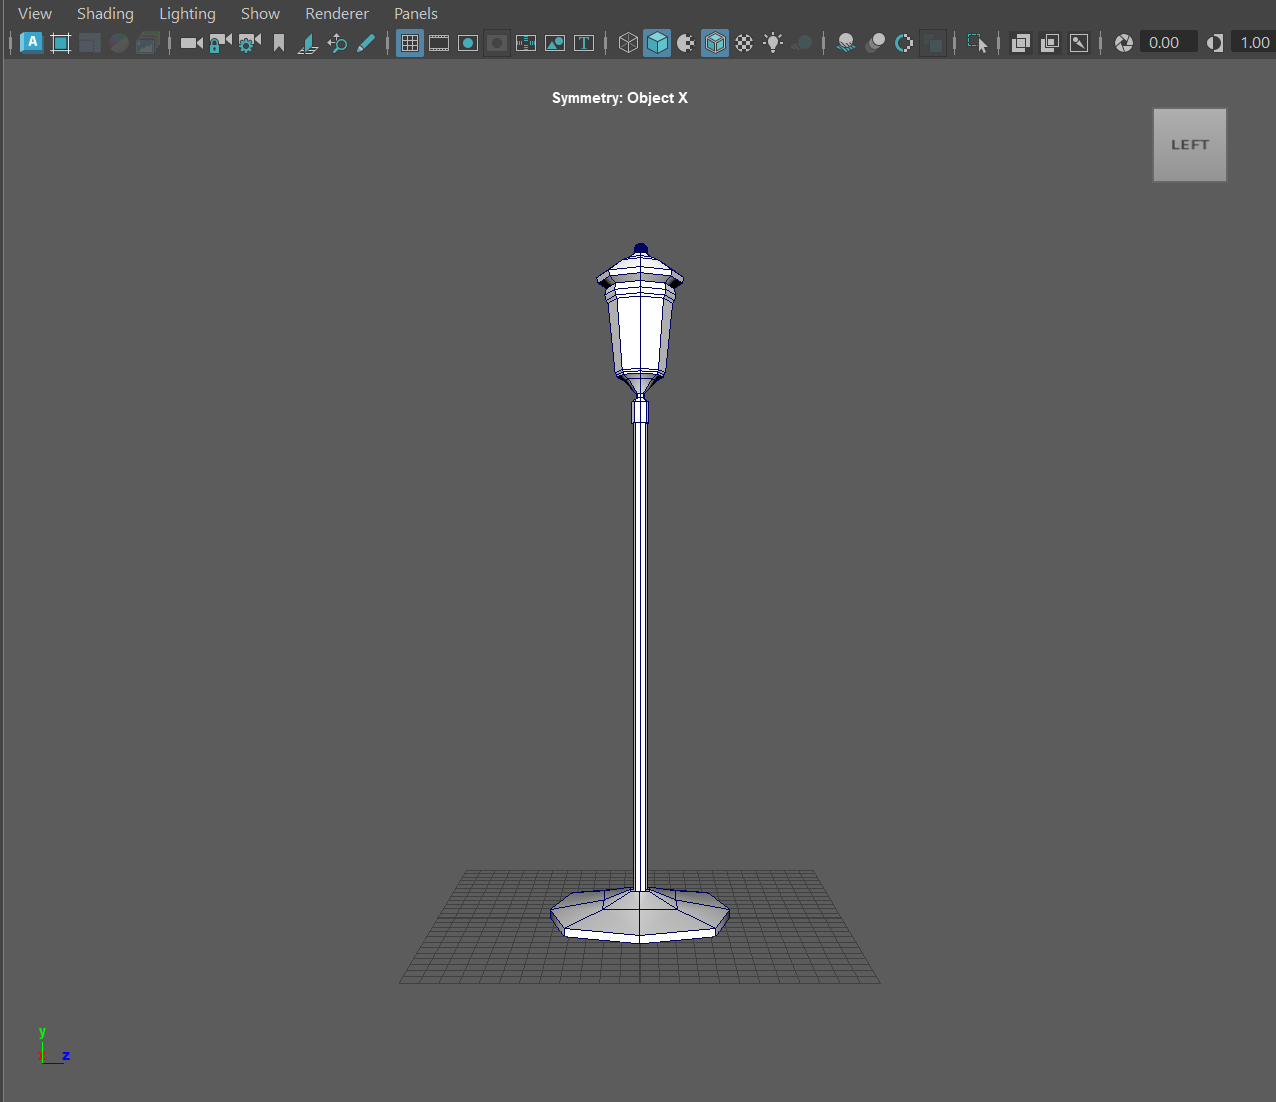 View Shading Lighting Show Renderer Panels
A T 0.00 1.00
Symmetry: Object X
LEFT
y
x z